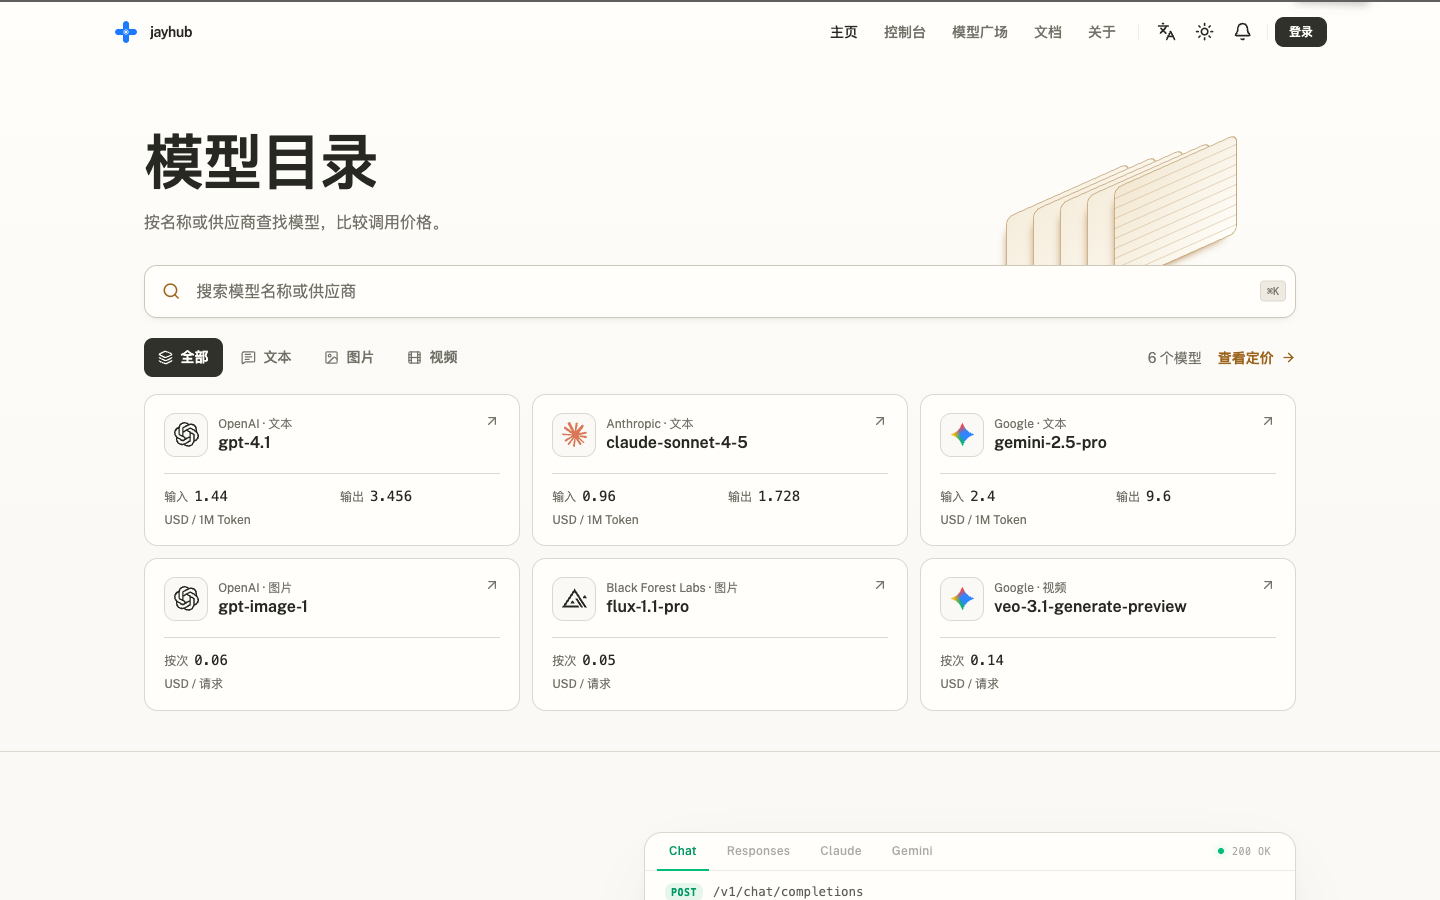 jayhub
主页 控制台 模型广场 文档 关于 登录
模型目录
按名称或供应商查找模型，比较调用价格。
搜索模型名称或供应商 ⌘K
全部 文本 图片 视频 6 个模型 查看定价
OpenAI · 文本
gpt-4.1
输入 1.44 输出 3.456
USD / 1M Token
Anthropic · 文本
claude-sonnet-4-5
输入 0.96 输出 1.728
USD / 1M Token
Google · 文本
gemini-2.5-pro
输入 2.4 输出 9.6
USD / 1M Token
OpenAI · 图片
gpt-image-1
按次 0.06
USD / 请求
Black Forest Labs · 图片
flux-1.1-pro
按次 0.05
USD / 请求
Google · 视频
veo-3.1-generate-preview
按次 0.14
USD / 请求
Chat Responses Claude Gemini 200 OK
POST /v1/chat/completions